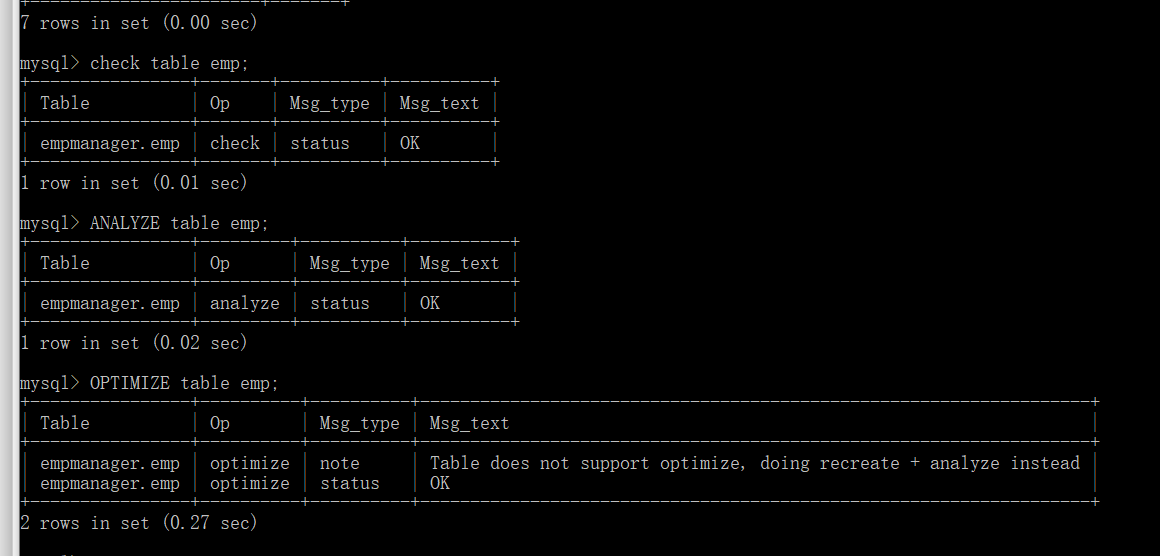 7 rows in set (0.00 sec)
mysql> check table emp;
+-----------------+-------+----------+----------+
| Table | Op | Msg_type | Msg_text |
+-----------------+-------+----------+----------+
| empmanager.emp | check | status | OK |
+-----------------+-------+----------+----------+
1 row in set (0.01 sec)
mysql> ANALYZE table emp;
+-----------------+---------+----------+----------+
| Table | Op | Msg_type | Msg_text |
+-----------------+---------+----------+----------+
| empmanager.emp | analyze | status | OK |
+-----------------+---------+----------+----------+
1 row in set (0.02 sec)
mysql> OPTIMIZE table emp;
+-----------------+----------+----------+-------------------------------------------------------------------+
| Table | Op | Msg_type | Msg_text |
+-----------------+----------+----------+-------------------------------------------------------------------+
| empmanager.emp | optimize | note | Table does not support optimize, doing recreate + analyze instead |
| empmanager.emp | optimize | status | OK |
+-----------------+----------+----------+-------------------------------------------------------------------+
2 rows in set (0.27 sec)